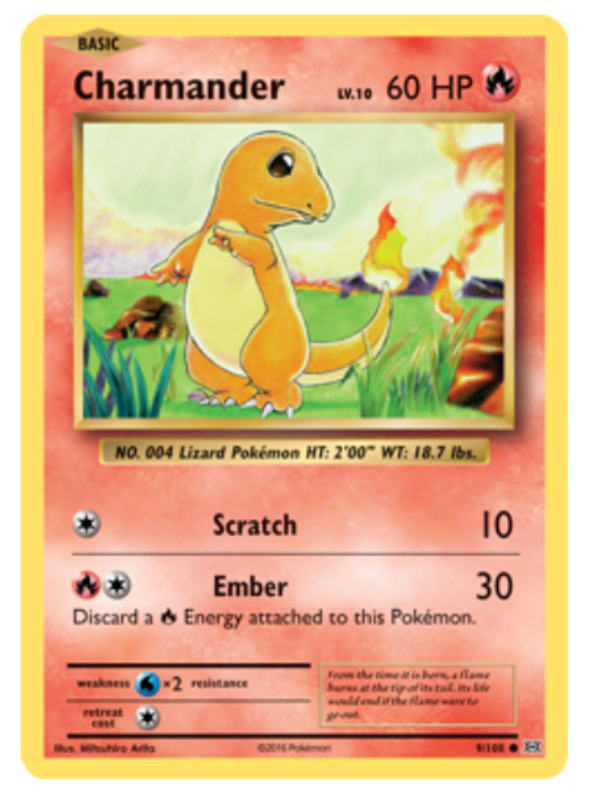 BASIC
Charmander LV.10 60 HP
NO. 004 Lizard Pokémon HT: 2'00" WT: 18.7 lbs.
Scratch 10
Ember 30
Discard a Energy attached to this Pokémon.
weakness ×2 resistance
retreat
cost
From the time it is born, a flame
burns at the tip of its tail. Its life
would end if the flame were to
go out.
Illus. Mitsuhiro Arita ©2016 Pokémon 9/108